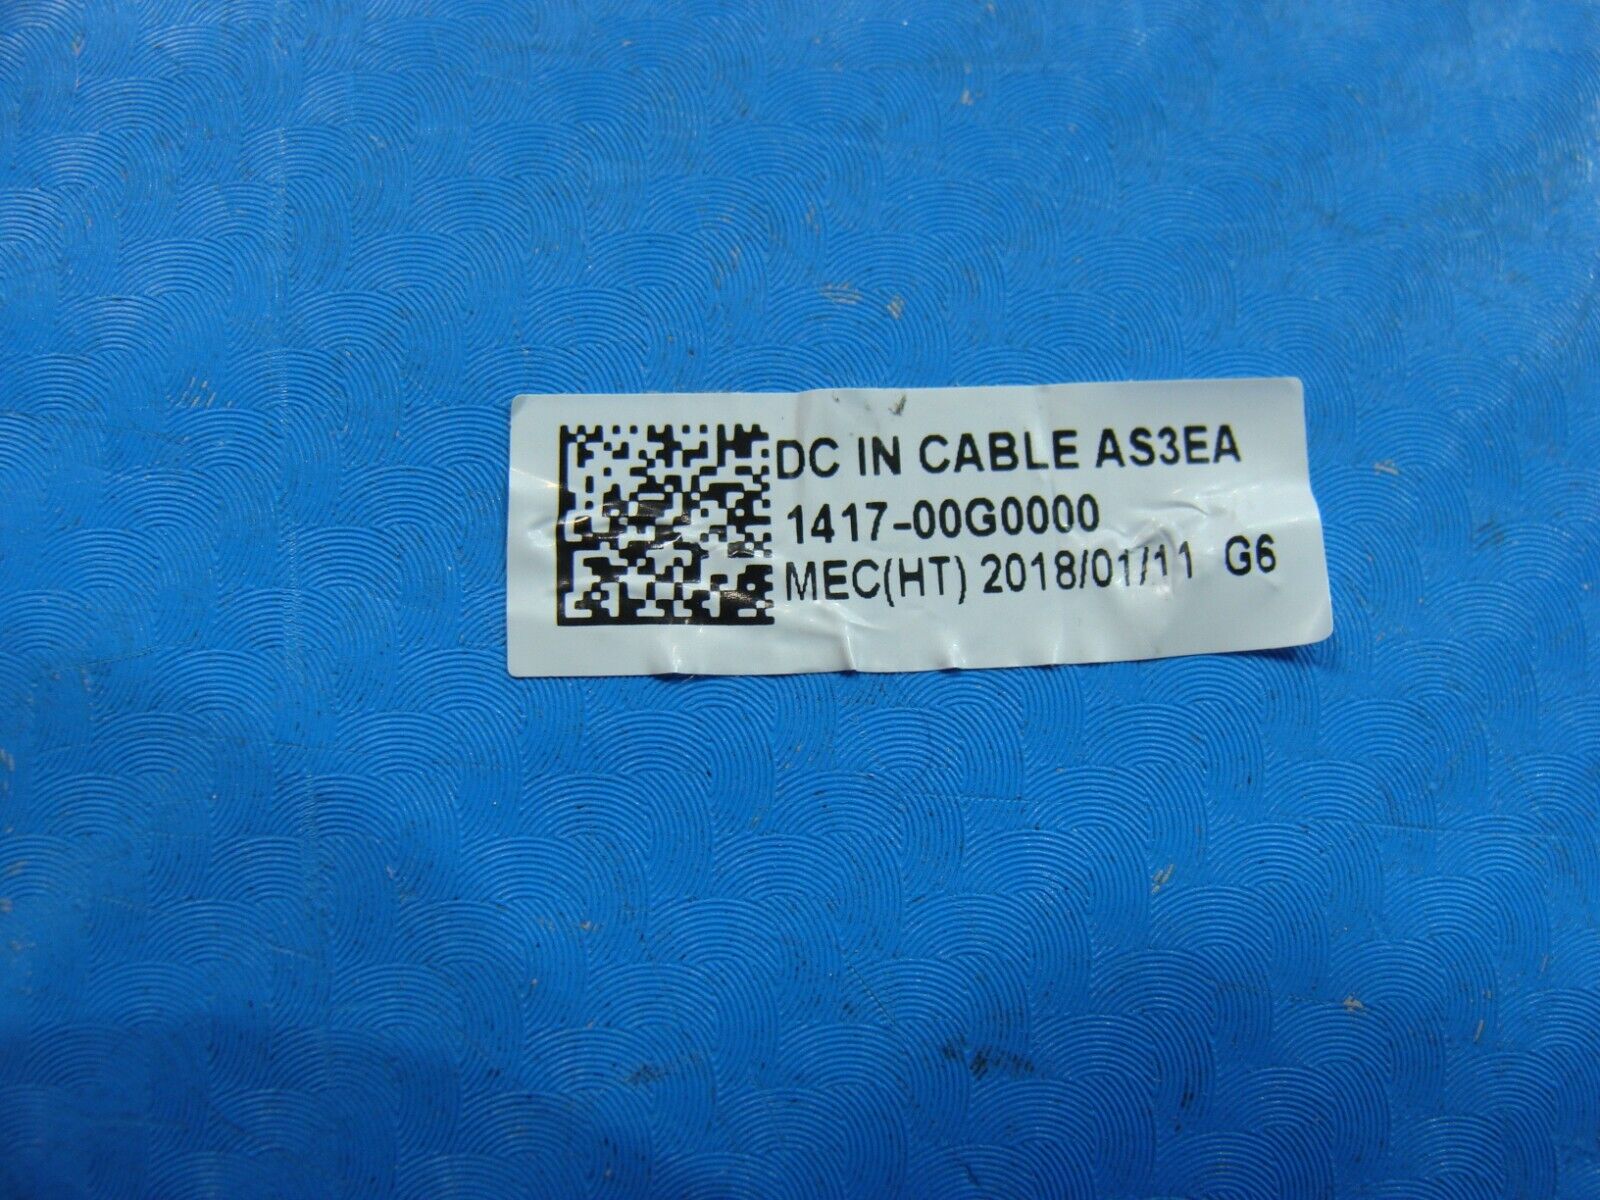 DC IN CABLE AS3EA
1417-00G0000
MEC(HT) 2018/01/11 G6